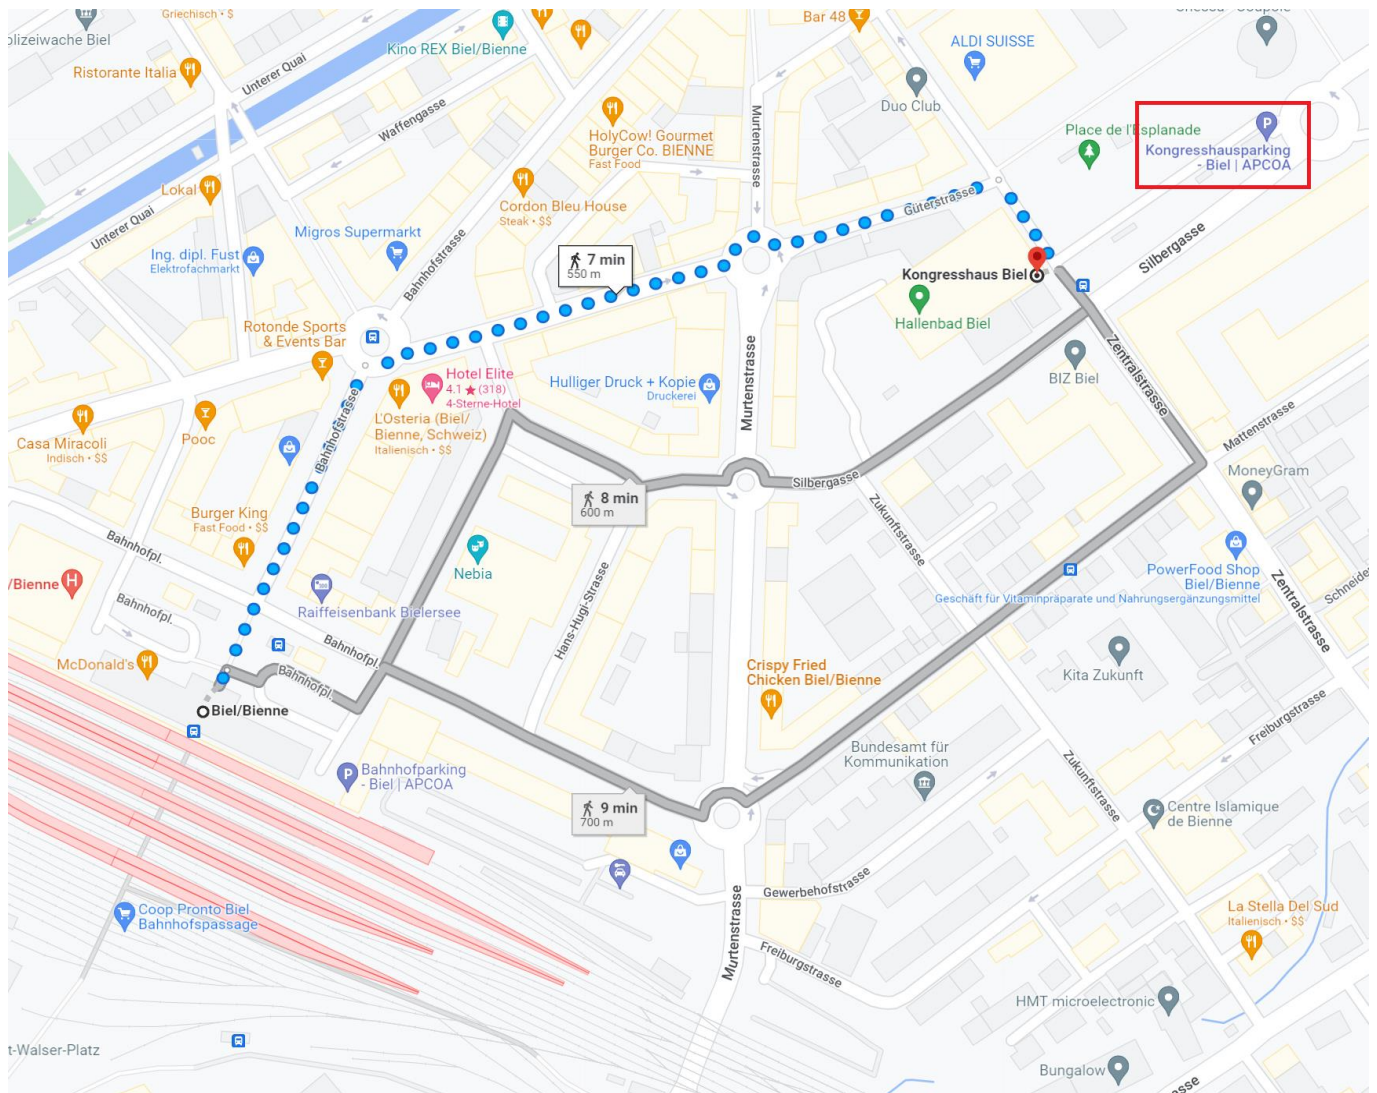 Griechisch • $
Bar 48
Kino REX Biel/Bienne
ALDI SUISSE
olizeiwache Biel
Unterer Quai
Ristorante Italia
Waffengasse
Duo Club
HolyCow! Gourmet
Burger Co. BIENNE
Fast Food
Murtenstrasse
Place de l'Esplanade
Kongresshausparking
- Biel | APCOA
Lokal
Cordon Bleu House
Steak • $$
Güterstrasse
Unterer Quai
Migros Supermarkt
Ing. dipl. Fust
Elektrofachmarkt
Bahnhofstrasse
7 min
550 m
Silbergasse
Kongresshaus Biel
Hallenbad Biel
Rotonde Sports
& Events Bar
Hotel Elite
4.1 ★ (318)
4-Sterne-Hotel
Hulliger Druck + Kopie
Druckerei
Murtenstrasse
BIZ Biel
Zentralstrasse
L'Osteria (Biel/
Bienne, Schweiz)
Italienisch • $$
Bahnhofstrasse
Casa Miracoli
Indisch • $$
Pooc
Mattenstrasse
MoneyGram
Silbergasse
8 min
600 m
Burger King
Fast Food • $$
Zukunftstrasse
Bahnhofpl.
Nebia
PowerFood Shop
Biel/Bienne
Geschäft für Vitaminpräparate und Nahrungsergänzungsmittel
/Bienne
Raiffeisenbank Bielersee
Hans-Hugi-Strasse
Zentralstrasse
Schneide
Bahnhofpl.
Bahnhofpl.
McDonald's
Bahnhofpl.
Crispy Fried
Chicken Biel/Bienne
Kita Zukunft
Biel/Bienne
Freiburgstrasse
Bundesamt für
Kommunikation
Bahnhofparking
- Biel | APCOA
Zukunftstrasse
9 min
700 m
Centre Islamique
de Bienne
Gewerbehofstrasse
Coop Pronto Biel
Bahnhofspassage
Murtenstrasse
La Stella Del Sud
Italienisch • $$
Freiburgstrasse
HMT microelectronic
t-Walser-Platz
Bungalow
sse